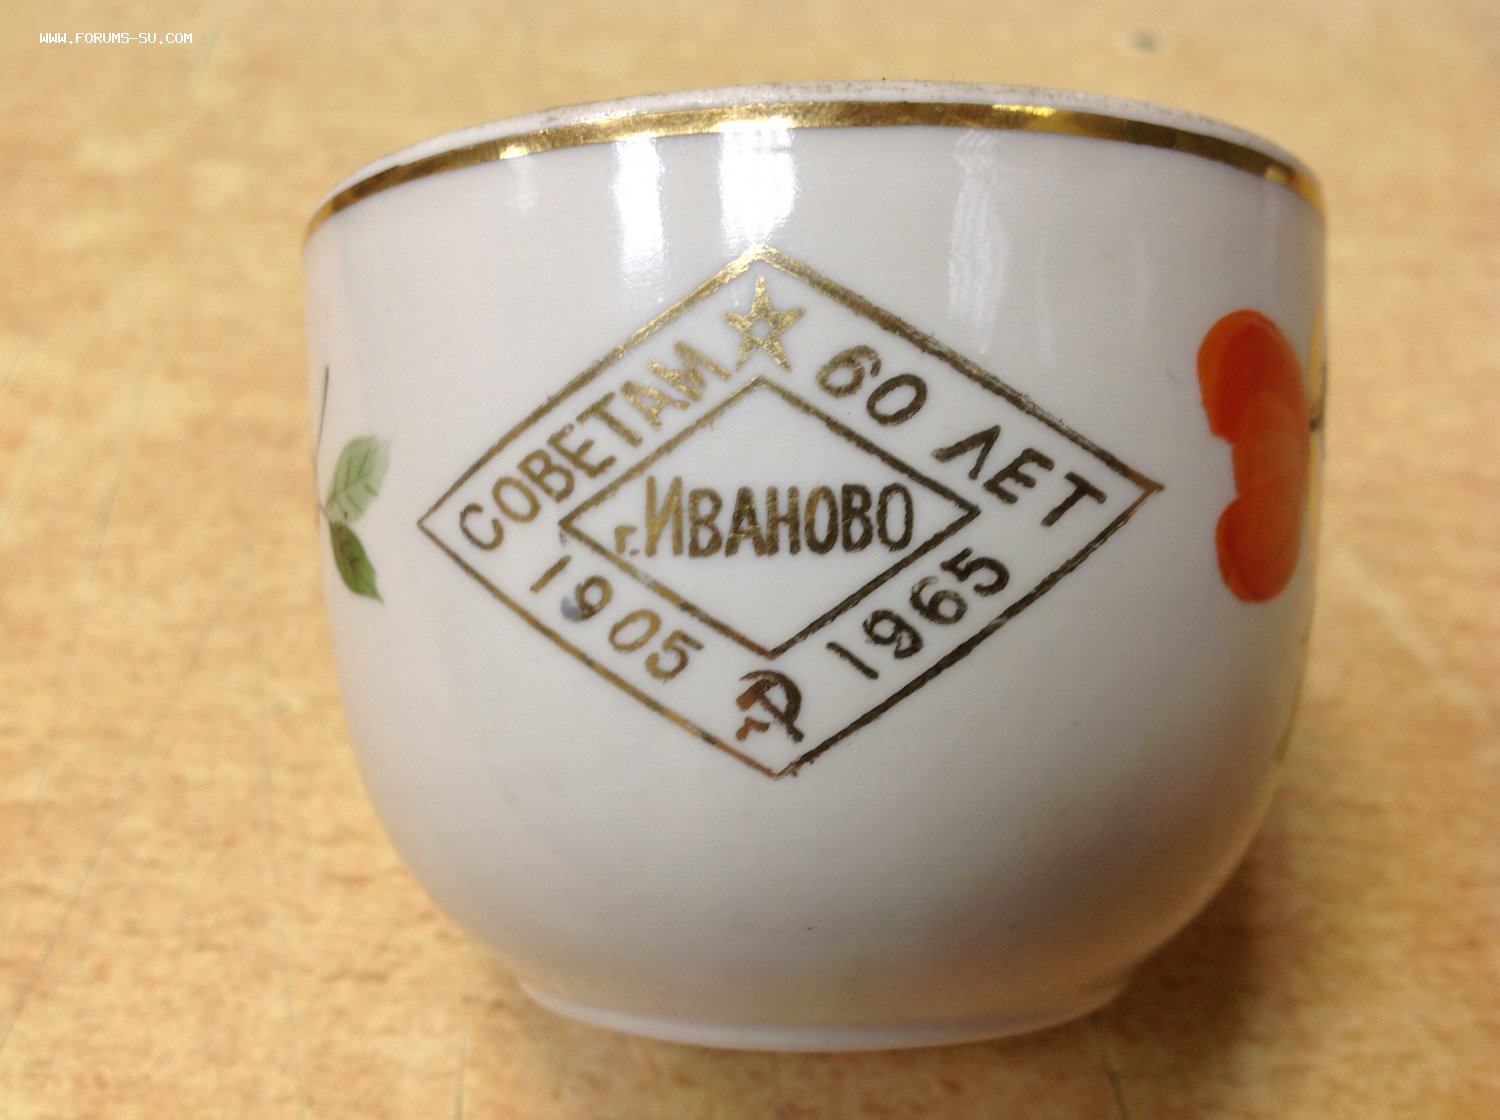 WWW.FORUMS-SU.COM
СОВЕТАМ 60 ЛЕТ
г. ИВАНОВО
1905 1965